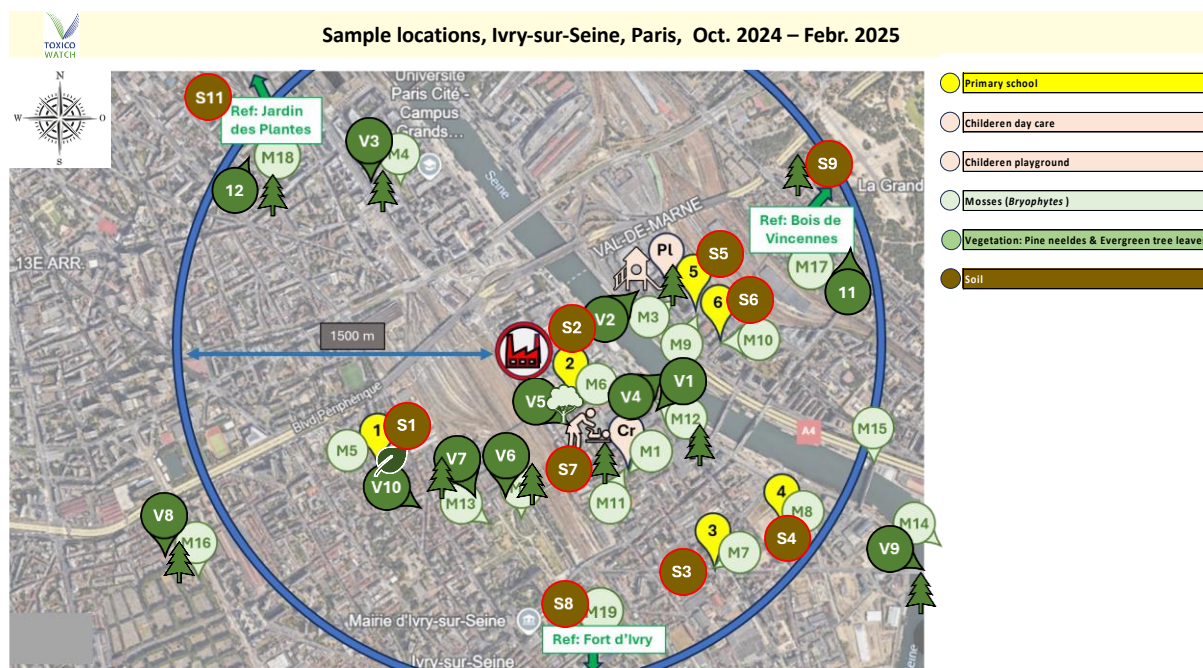 TOXICO
WATCH
Sample locations, Ivry-sur-Seine, Paris, Oct. 2024 – Febr. 2025
N
W
O
S
S11
Ref: Jardin
des Plantes
M18
12
Université
Paris Cité -
Campus
Grands...
V3
M4
Seine
S9
La Grand
VAL-DE-MARNE
Ref: Bois de
Vincennes
M17
11
13E ARR.
Pl
5
S5
6
S6
S2
V2
M3
M9
M10
1500 m
2
M6
V5
V4
V1
M12
Blvd Périphérique
1
S1
M5
V10
V7
M13
V6
M
S7
Cr
M1
M11
A4
M15
V8
M16
4
M8
S4
3
M7
S3
M14
V9
S8
M19
Mairie d'Ivry-sur-Seine
Ref: Fort d'Ivry
Ivry-sur-Seine
Seine
Primary school
Childeren day care
Childeren playground
Mosses (Bryophytes )
Vegetation: Pine neeldes & Evergreen tree leave
Soil